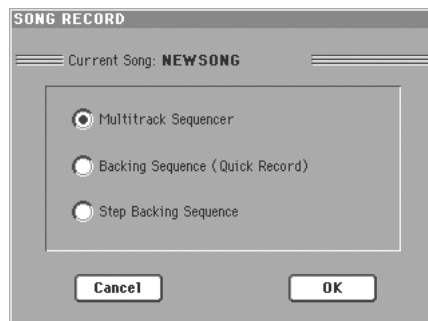 SONG RECORD
Current Song: NEWSONG
Multitrack Sequencer
Backing Sequence (Quick Record)
Step Backing Sequence
Cancel OK